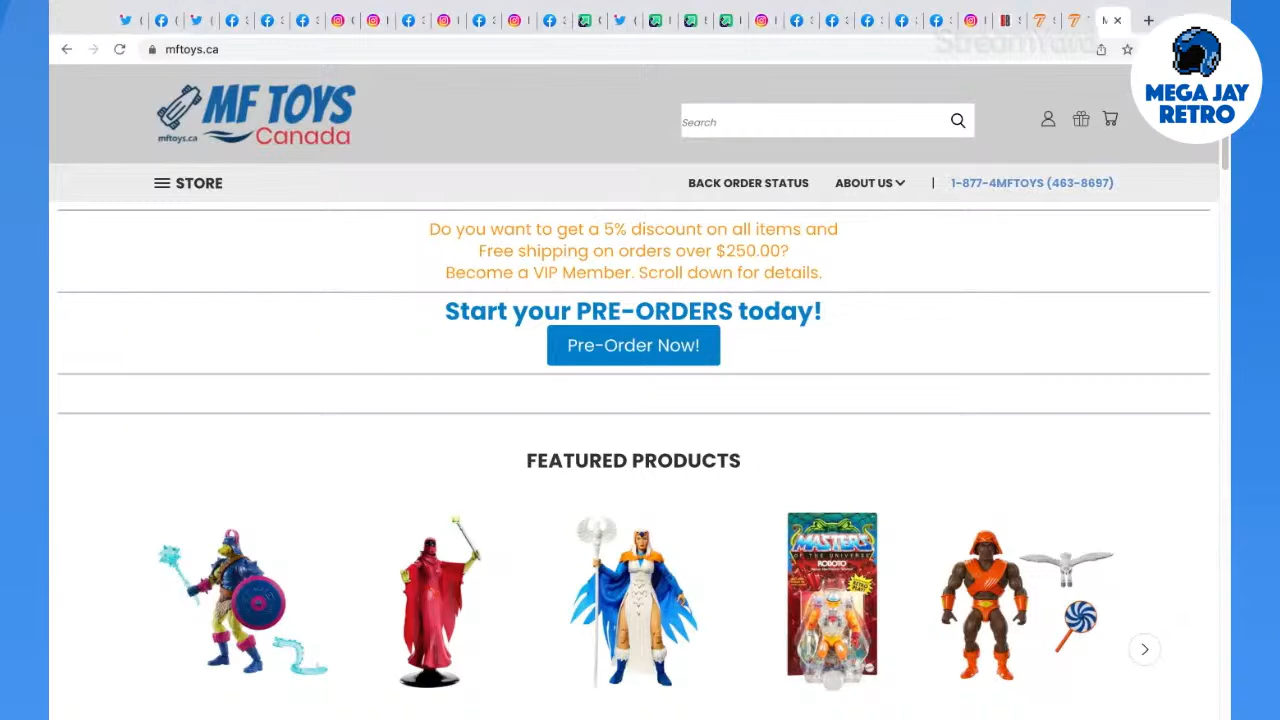 mftoys.ca
StreamYard
MEGA JAY
RETRO
MF TOYS
Canada
mftoys.ca
Search
STORE
BACK ORDER STATUS
ABOUT US
|
1-877-4MFTOYS (463-8697)
Do you want to get a 5% discount on all items and
Free shipping on orders over $250.00?
Become a VIP Member. Scroll down for details.
Start your PRE-ORDERS today!
Pre-Order Now!
FEATURED PRODUCTS
MASTERS
OF THE UNIVERSE
ROBOTO